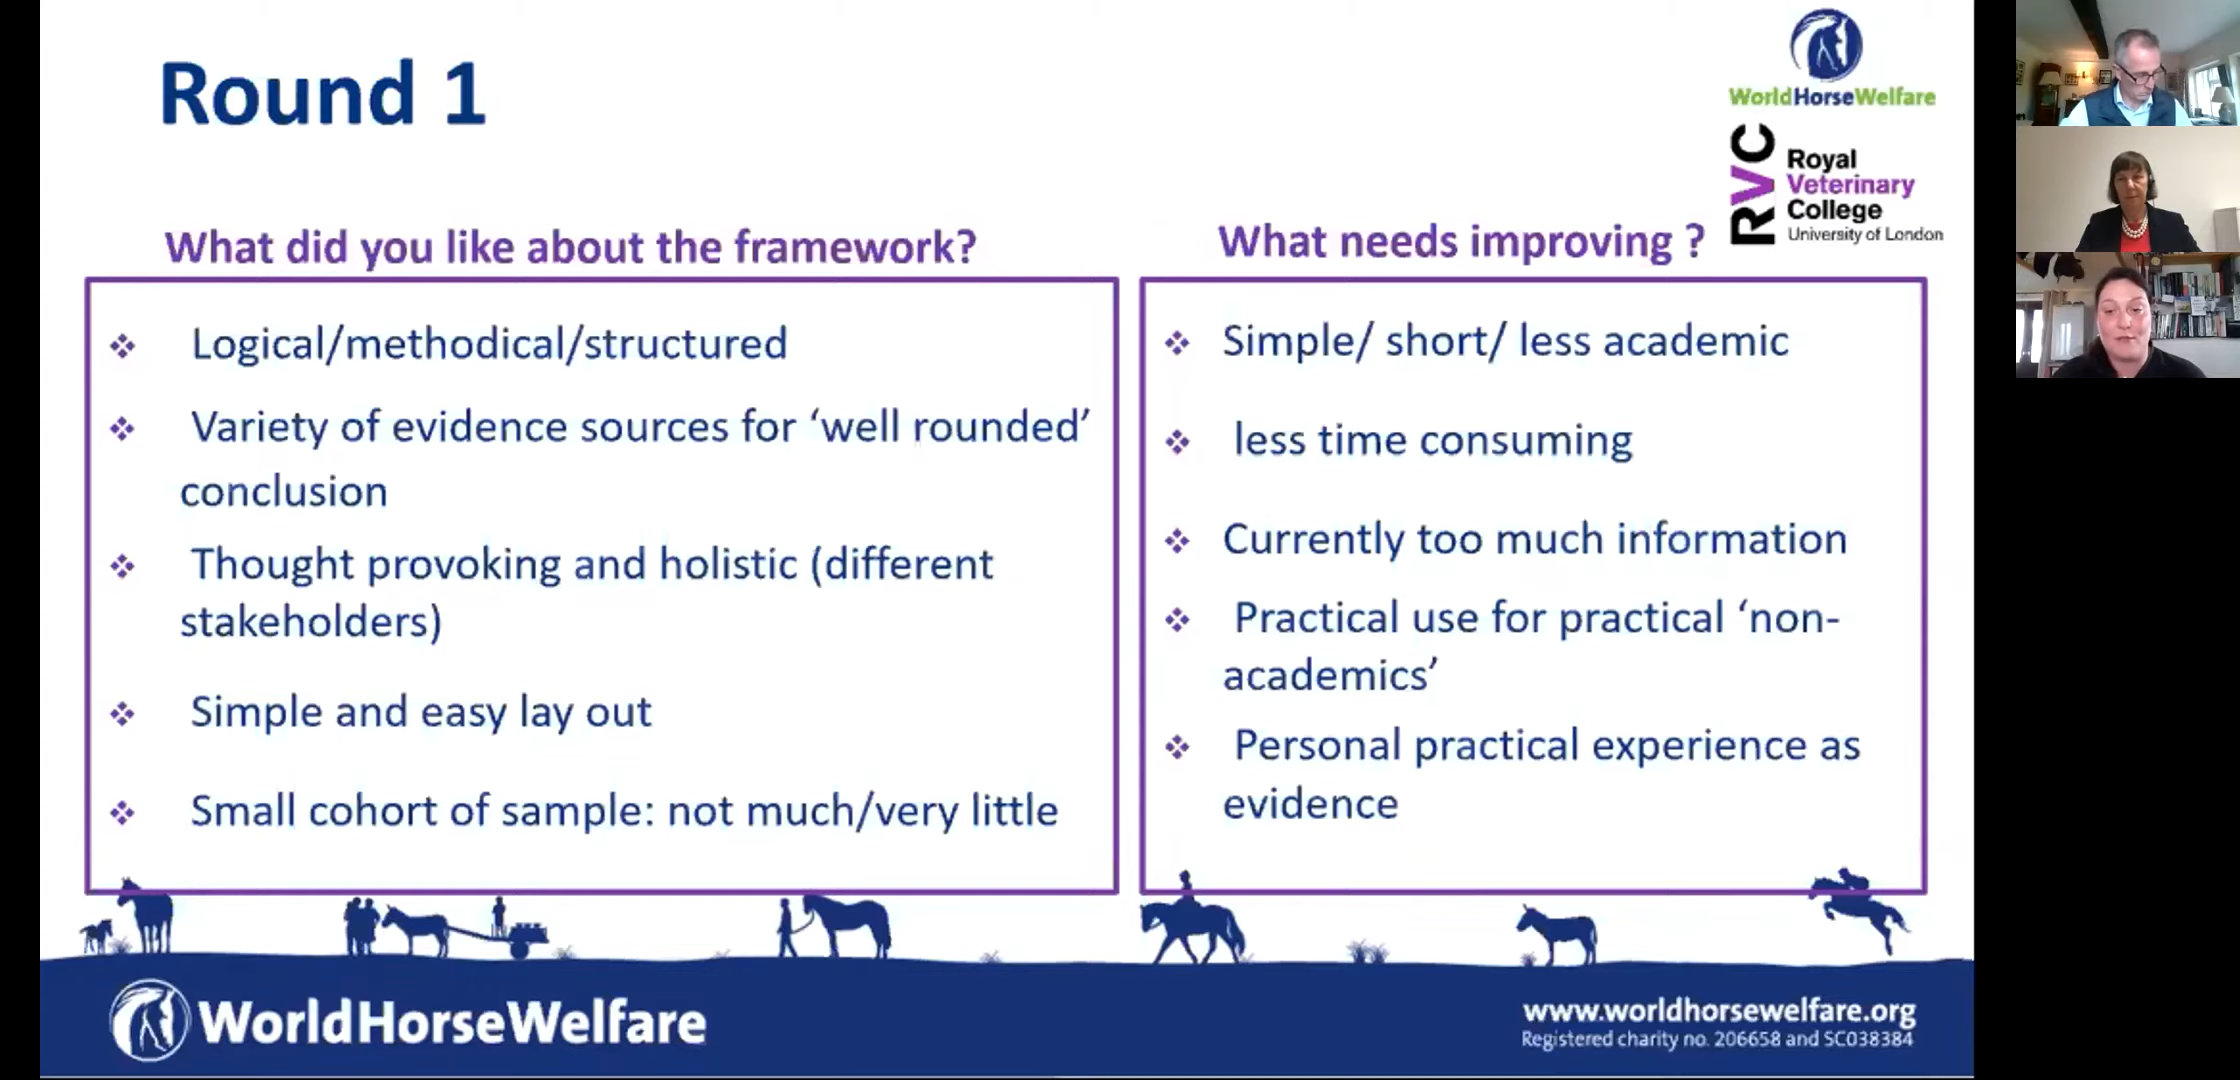 Round 1
WorldHorseWelfare
RVC
Royal
Veterinary
College
University of London
What did you like about the framework?
Logical/methodical/structured
Variety of evidence sources for ‘well rounded’
conclusion
Thought provoking and holistic (different
stakeholders)
Simple and easy lay out
Small cohort of sample: not much/very little
What needs improving ?
Simple/ short/ less academic
less time consuming
Currently too much information
Practical use for practical ‘non-
academics’
Personal practical experience as
evidence
WorldHorseWelfare
www.worldhorsewelfare.org
Registered charity no. 206658 and SC038384